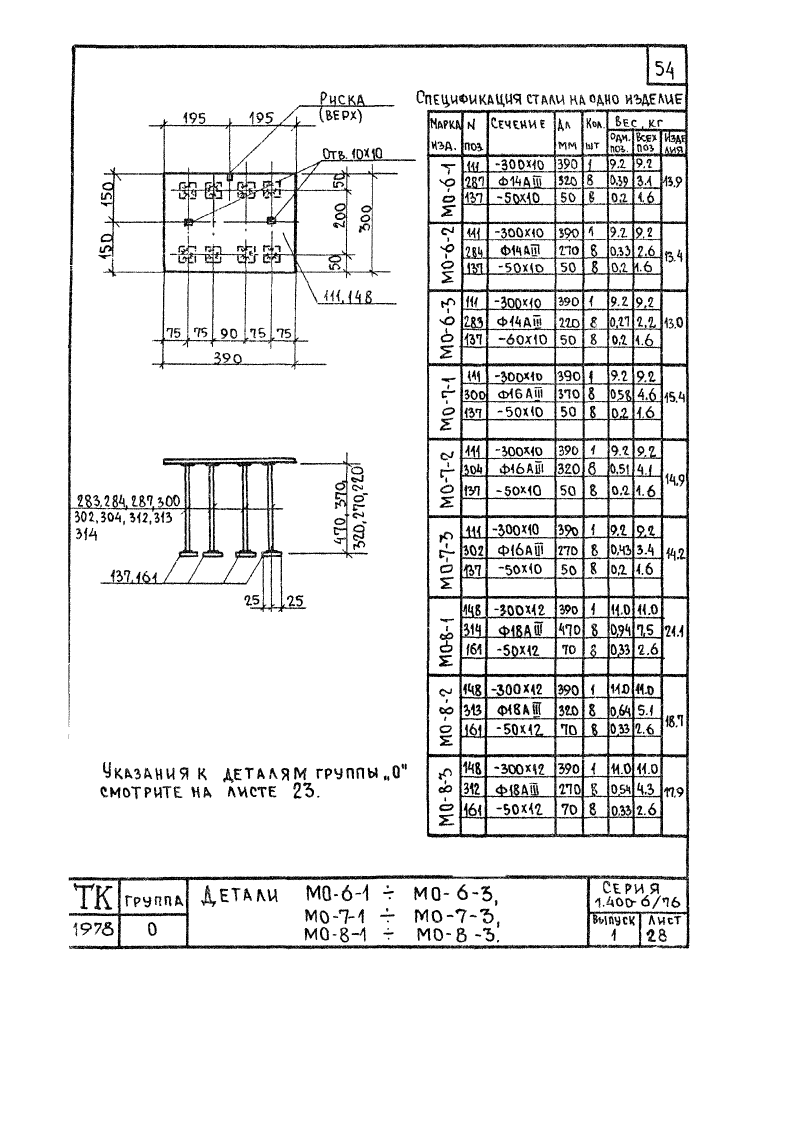 54
РИСКА
(ВЕРХ)
195 195
ОТВ. 10Х10
150
150
50
200
50
300
111,148
75 75 90 75 75
390
283,284,287,300
302,304,312,313
314
470,370,
320,270,220
137,161
25 25
СПЕЦИФИКАЦИЯ СТАЛИ НА ОДНО ИЗДЕЛИЕ
МАРКА ИЗД. N ПОЗ СЕЧЕНИЕ ДЛ ММ КОЛ. ШТ ВЕС, КГ
ОДН. ПОЗ. ВСЕХ ПОЗ ИЗДЕЛИЯ
МО-6-1 111 -300Х10 390 1 9.2 9.2 13.9
287 Ф14АIII 320 8 0,39 3.1
137 -50Х10 50 8 0.2 1.6
МО-6-2 111 -300Х10 390 1 9.2 9.2 13.4
284 Ф14АIII 270 8 0.33 2.6
137 -50Х10 50 8 0.2 1.6
МО-6-3 111 -300Х10 390 1 9.2 9,2 13.0
283 Ф14АIII 220 8 0,27 2,2
137 -60Х10 50 8 0.2 1.6
МО-7-1 111 -300Х10 390 1 9.2 9.2 15.4
300 Ф16АIII 370 8 0.58 4.6
137 -50Х10 50 8 0.2 1.6
МО-7-2 111 -300Х10 390 1 9.2 9,2 14.9
304 Ф16АIII 320 8 0.51 4.1
137 -50Х10 50 8 0.2 1.6
МО-7-3 111 -300Х10 390 1 9.2 9.2 14.2
302 Ф16АIII 270 8 0,43 3.4
137 -50Х10 50 8 0,2 1.6
МО-8-1 148 -300Х12 390 1 11.0 11.0 21.1
314 Ф18АIII 470 8 0,94 7,5
161 -50Х12 70 8 0,33 2.6
МО-8-2 148 -300Х12 390 1 11.0 11.0 18.7
313 Ф18АIII 320 8 0,64 5.1
161 -50Х12 70 8 0,33 2.6
МО-8-3 148 -300Х12 390 1 11.0 11.0 17.9
312 Ф18АIII 270 8 0,54 4.3
161 -50Х12 70 8 0.33 2.6
УКАЗАНИЯ К ДЕТАЛЯМ ГРУППЫ „О"
СМОТРИТЕ НА ЛИСТЕ 23.
ТК ГРУППА
1978 О
ДЕТАЛИ МО-6-1 ÷ МО-6-3,
МО-7-1 ÷ МО-7-3,
МО-8-1 ÷ МО-8-3.
СЕРИЯ
1.400-6/76
ВЫПУСК ЛИСТ
1 28